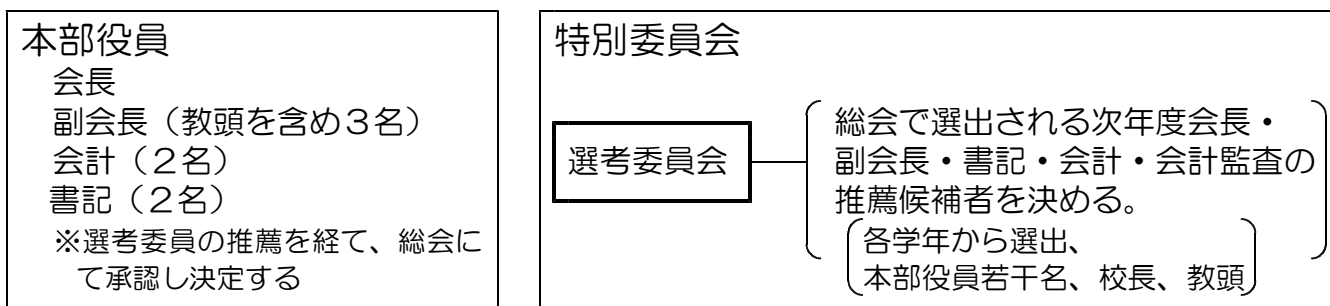 本部役員
会長
副会長（教頭を含め３名）
会計（２名）
書記（２名）
※選考委員の推薦を経て、総会に
て承認し決定する
特別委員会
選考委員会
総会で選出される次年度会長・
副会長・書記・会計・会計監査の
推薦候補者を決める。
各学年から選出、
本部役員若干名、校長、教頭